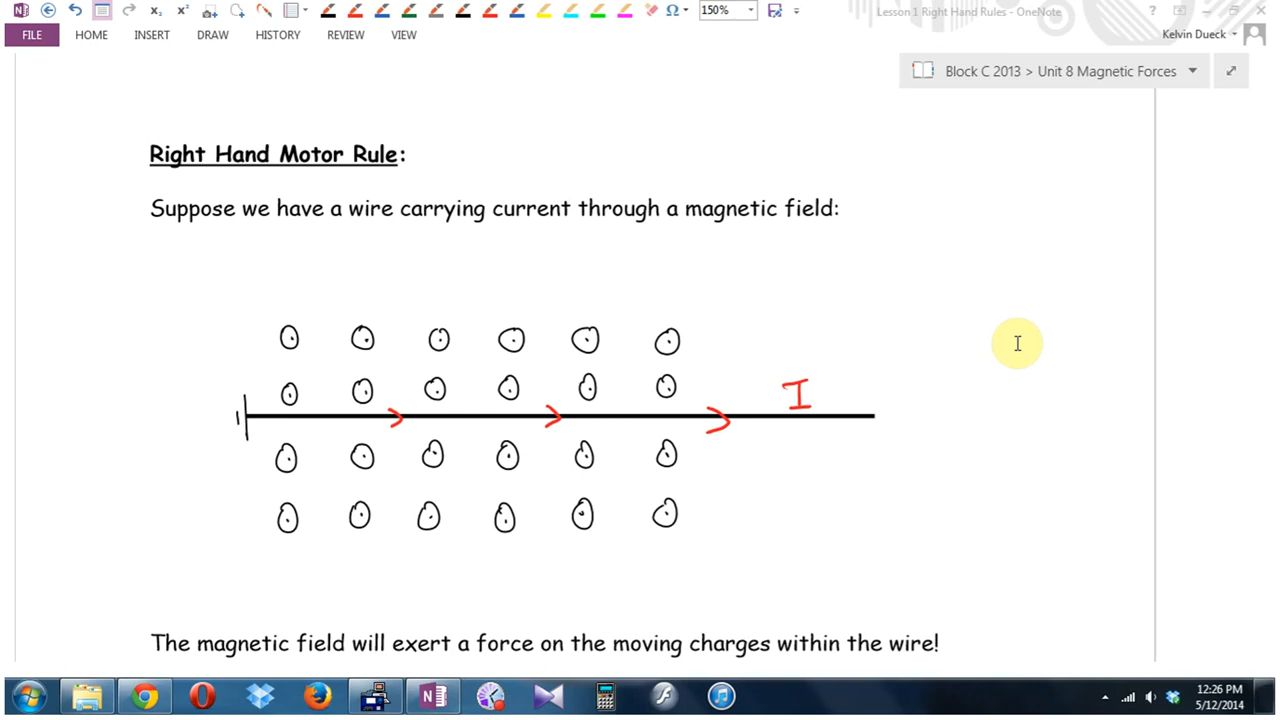 150%
Lesson 1 Right Hand Rules - OneNote
FILE HOME INSERT DRAW HISTORY REVIEW VIEW
Kelvin Dueck
Block C 2013 > Unit 8 Magnetic Forces
Right Hand Motor Rule:
Suppose we have a wire carrying current through a magnetic field:
I
The magnetic field will exert a force on the moving charges within the wire!
12:26 PM
5/12/2014